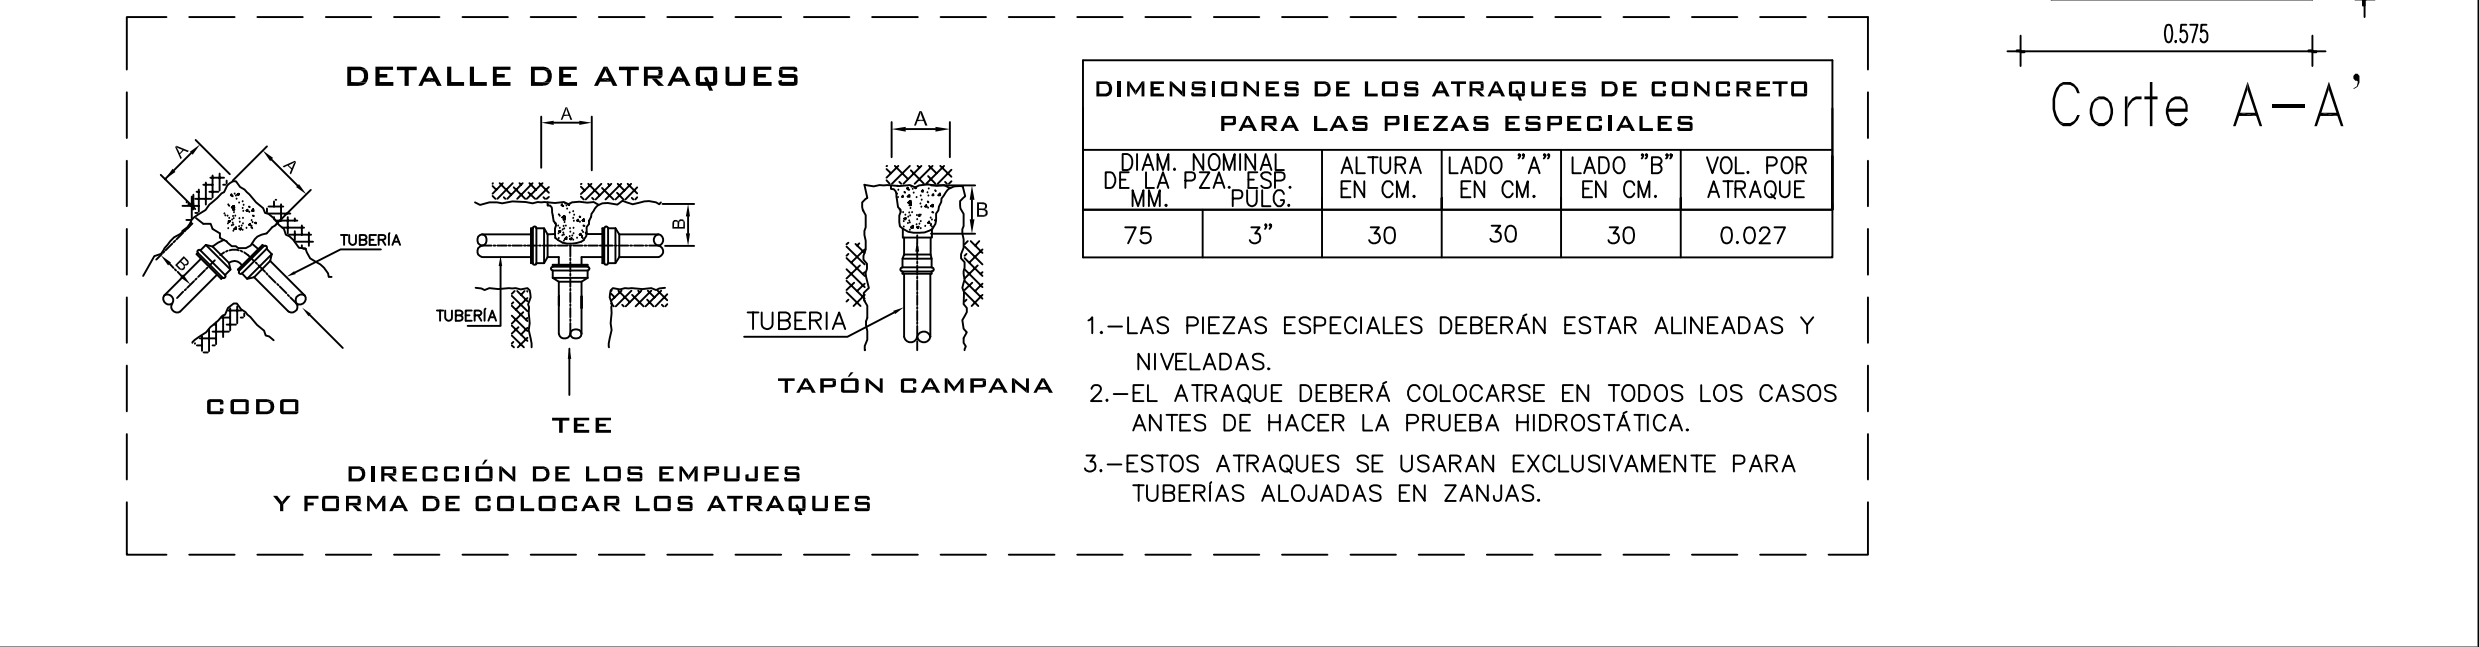 DETALLE DE ATRAQUES
A
A
B
TUBERÍA
CODO
A
B
TUBERÍA
TEE
A
B
TUBERIA
TAPÓN CAMPANA
DIRECCIÓN DE LOS EMPUJES
Y FORMA DE COLOCAR LOS ATRAQUES
DIMENSIONES DE LOS ATRAQUES DE CONCRETO
PARA LAS PIEZAS ESPECIALES
DIAM. NOMINAL
DE LA PZA. ESP.
MM. PULG.
ALTURA
EN CM.
LADO "A"
EN CM.
LADO "B"
EN CM.
VOL. POR
ATRAQUE
75 3" 30 30 30 0.027
1.-LAS PIEZAS ESPECIALES DEBERÁN ESTAR ALINEADAS Y
NIVELADAS.
2.-EL ATRAQUE DEBERÁ COLOCARSE EN TODOS LOS CASOS
ANTES DE HACER LA PRUEBA HIDROSTÁTICA.
3.-ESTOS ATRAQUES SE USARAN EXCLUSIVAMENTE PARA
TUBERÍAS ALOJADAS EN ZANJAS.
0.575
Corte A-A'